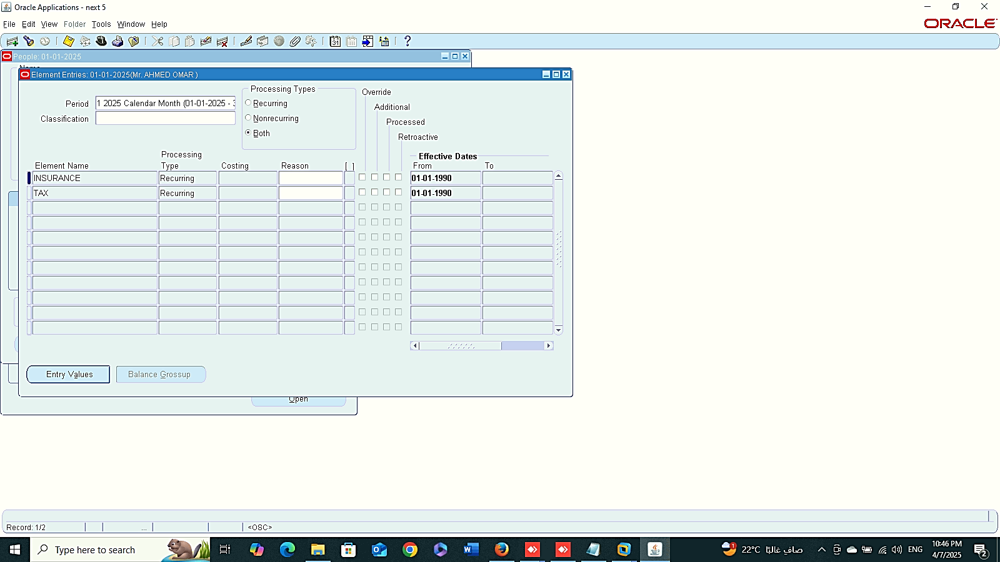 Oracle Applications - next 5
File Edit View Folder Tools Window Help
ORACLE
People: 01-01-2025
Element Entries: 01-01-2025(Mr. AHMED OMAR )
Period 1 2025 Calendar Month (01-01-2025 - 3
Classification
Processing Types
Recurring
Nonrecurring
Both
Override
Additional
Processed
Retroactive
Effective Dates
Element Name Processing Type Costing Reason [ ] From To
INSURANCE Recurring 01-01-1990
TAX Recurring 01-01-1990
Entry Values Balance Grossup
Open
Record: 1/2 ... <OSC>
Type here to search
1
22°C صافٍ غالبًا
ENG
10:46 PM
4/7/2025
2